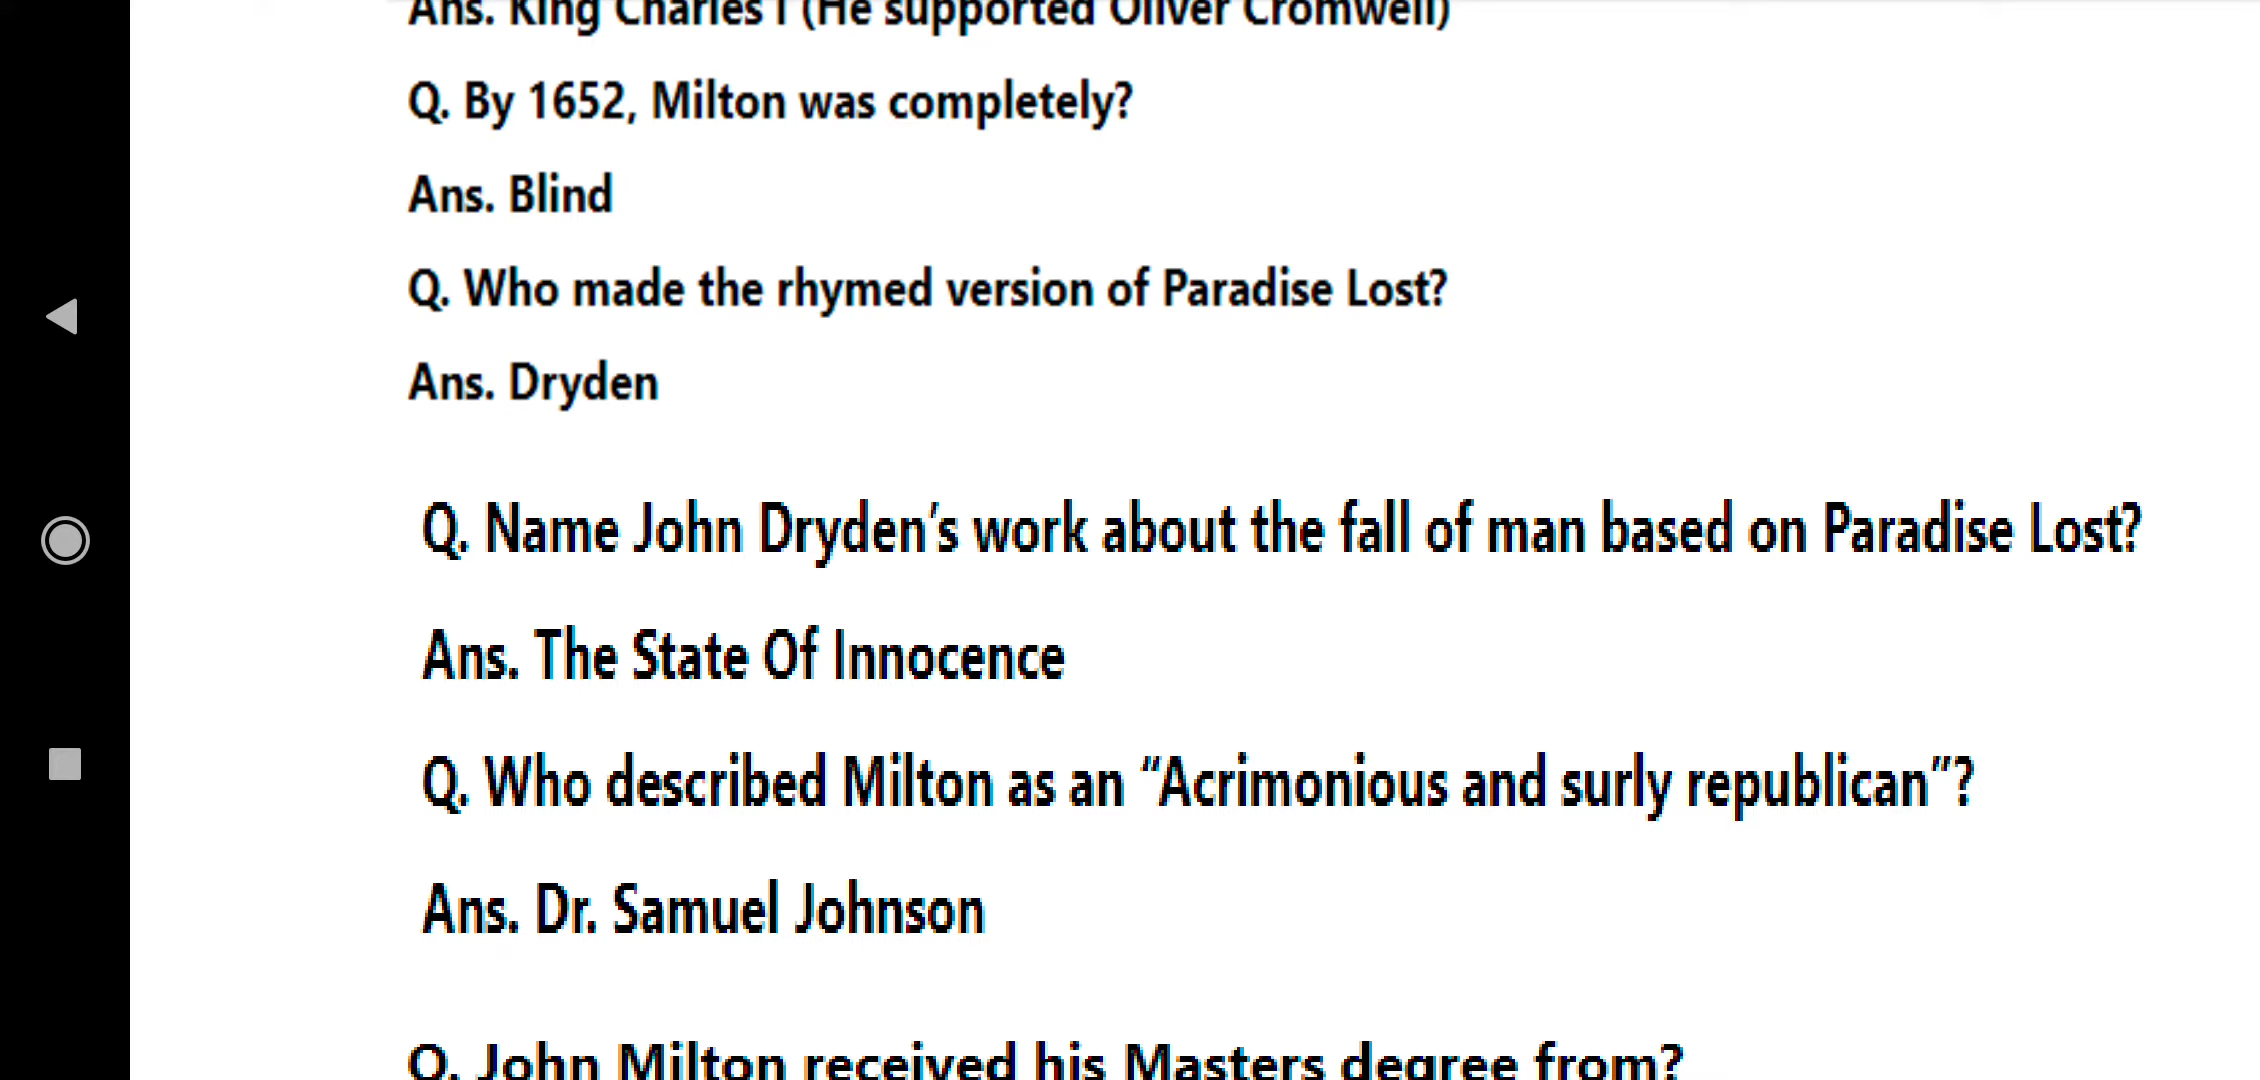 Ans. King Charles I (He supported Oliver Cromwell)
Q. By 1652, Milton was completely?
Ans. Blind
Q. Who made the rhymed version of Paradise Lost?
Ans. Dryden
Q. Name John Dryden’s work about the fall of man based on Paradise Lost?
Ans. The State Of Innocence
Q. Who described Milton as an “Acrimonious and surly republican”?
Ans. Dr. Samuel Johnson
Q. John Milton received his Masters degree from?